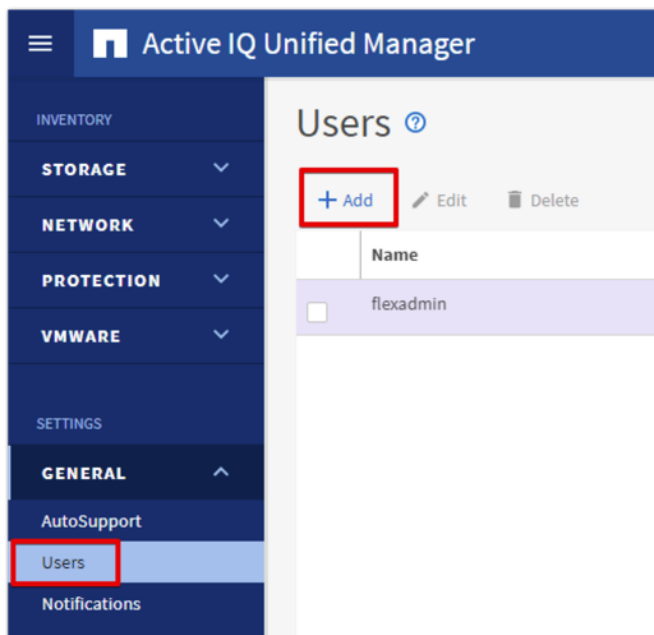 Active IQ Unified Manager
INVENTORY
STORAGE
NETWORK
PROTECTION
VMWARE
SETTINGS
GENERAL
AutoSupport
Users
Notifications
Users ?
+ Add Edit Delete
Name
flexadmin